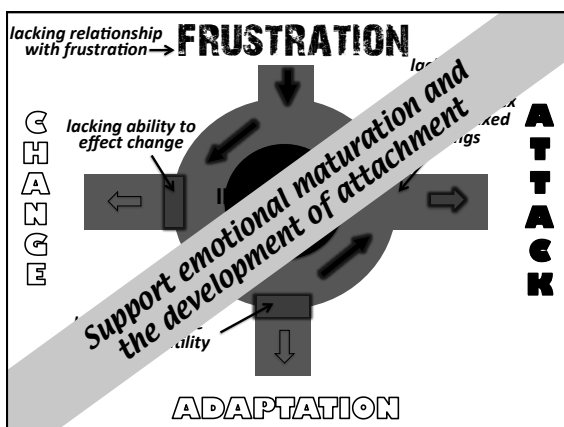 lacking relationship
with frustration
FRUSTRATION
CHANGE
lacking ability to
effect change
ATTACK
Support emotional maturation and
the development of attachment
ADAPTATION